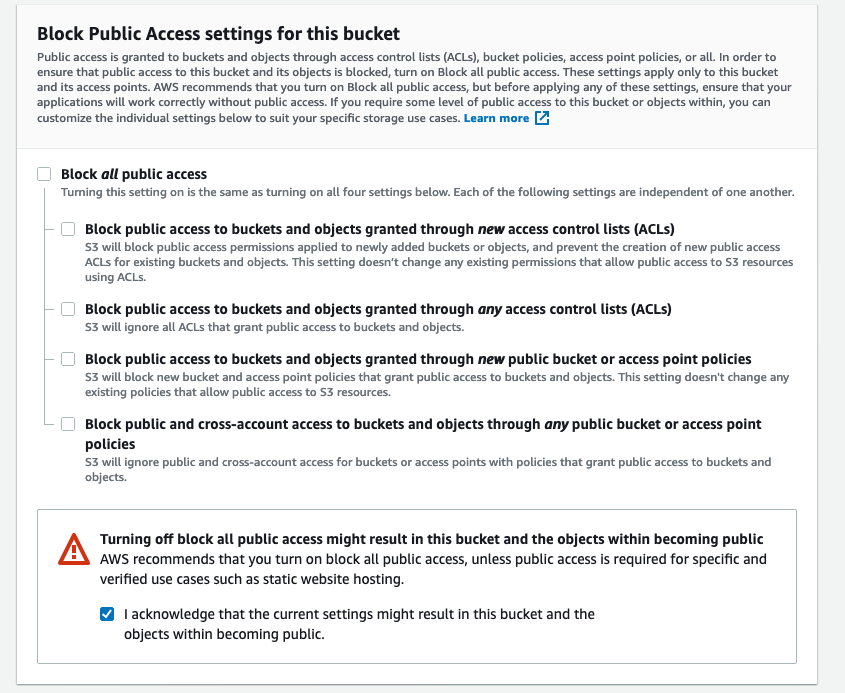 Block Public Access settings for this bucket
Public access is granted to buckets and objects through access control lists (ACLs), bucket policies, access point policies, or all. In order to
ensure that public access to this bucket and its objects is blocked, turn on Block all public access. These settings apply only to this bucket
and its access points. AWS recommends that you turn on Block all public access, but before applying any of these settings, ensure that your
applications will work correctly without public access. If you require some level of public access to this bucket or objects within, you can
customize the individual settings below to suit your specific storage use cases. Learn more
Block all public access
Turning this setting on is the same as turning on all four settings below. Each of the following settings are independent of one another.
Block public access to buckets and objects granted through new access control lists (ACLs)
S3 will block public access permissions applied to newly added buckets or objects, and prevent the creation of new public access
ACLs for existing buckets and objects. This setting doesn't change any existing permissions that allow public access to S3 resources
using ACLs.
Block public access to buckets and objects granted through any access control lists (ACLs)
S3 will ignore all ACLs that grant public access to buckets and objects.
Block public access to buckets and objects granted through new public bucket or access point policies
S3 will block new bucket and access point policies that grant public access to buckets and objects. This setting doesn't change any
existing policies that allow public access to S3 resources.
Block public and cross-account access to buckets and objects through any public bucket or access point
policies
S3 will ignore public and cross-account access for buckets or access points with policies that grant public access to buckets and
objects.
Turning off block all public access might result in this bucket and the objects within becoming public
AWS recommends that you turn on block all public access, unless public access is required for specific and
verified use cases such as static website hosting.
I acknowledge that the current settings might result in this bucket and the
objects within becoming public.